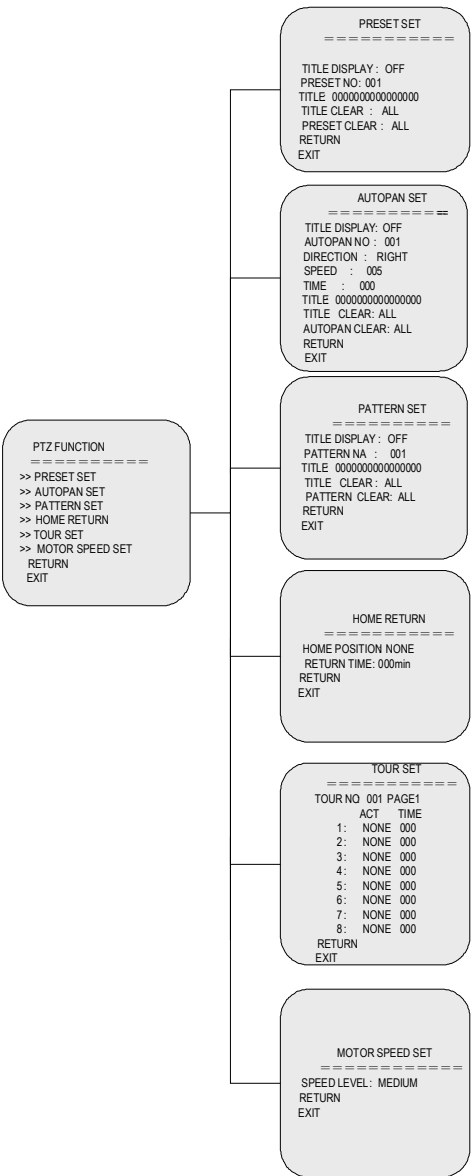 PRESET SET
===========
TITLE DISPLAY : OFF
PRESET NO: 001
TITLE 0000000000000000
TITLE CLEAR : ALL
PRESET CLEAR : ALL
RETURN
EXIT
AUTOPAN SET
===========
TITLE DISPLAY: OFF
AUTOPAN NO : 001
DIRECTION : RIGHT
SPEED : 005
TIME : 000
TITLE 0000000000000000
TITLE CLEAR: ALL
AUTOPAN CLEAR: ALL
RETURN
EXIT
PATTERN SET
==========
TITLE DISPLAY : OFF
PATTERN NA : 001
TITLE 0000000000000000
TITLE CLEAR : ALL
PATTERN CLEAR: ALL
RETURN
EXIT
PTZ FUNCTION
==========
>> PRESET SET
>> AUTOPAN SET
>> PATTERN SET
>> HOME RETURN
>> TOUR SET
>> MOTOR SPEED SET
RETURN
EXIT
HOME RETURN
===========
HOME POSITION NONE
RETURN TIME: 000min
RETURN
EXIT
TOUR SET
===========
TOUR NO 001 PAGE1
ACT TIME
1 : NONE 000
2 : NONE 000
3 : NONE 000
4 : NONE 000
5 : NONE 000
6 : NONE 000
7 : NONE 000
8 : NONE 000
RETURN
EXIT
MOTOR SPEED SET
============
SPEED LEVEL : MEDIUM
RETURN
EXIT